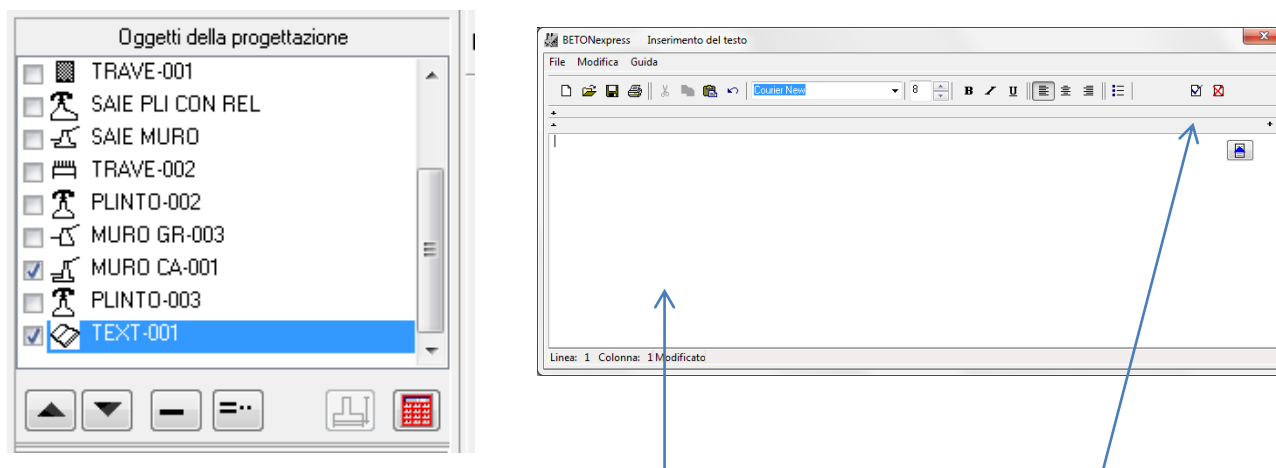 Oggetti della progettazione
TRAVE-001
SAIE PLI CON REL
SAIE MURO
TRAVE-002
PLINTO-002
MURO GR-003
MURO CA-001
PLINTO-003
TEXT-001
BETONexpress Inserimento del testo
File Modifica Guida
Courier New 8 B I U
Linea: 1 Colonna: 1 Modificato